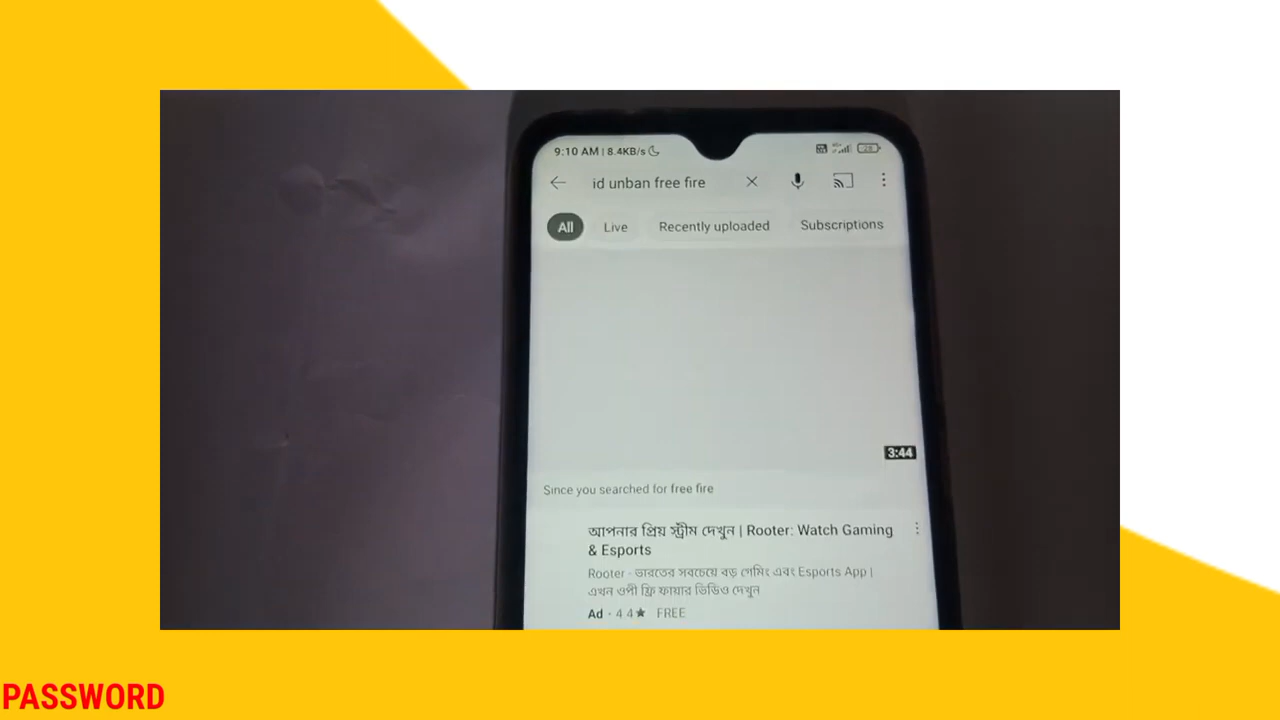 9:10 AM | 8.4KB/s
id unban free fire
All Live Recently uploaded Subscriptions
3:44
Since you searched for free fire
আপনার প্রিয় স্ট্রীম দেখুন | Rooter: Watch Gaming
& Esports
Rooter - ভারতের সবচেয়ে বড় গেমিং এবং Esports App |
এখন ওপী ফ্রি ফায়ার ভিডিও দেখুন
Ad · 4.4★ FREE
PASSWORD